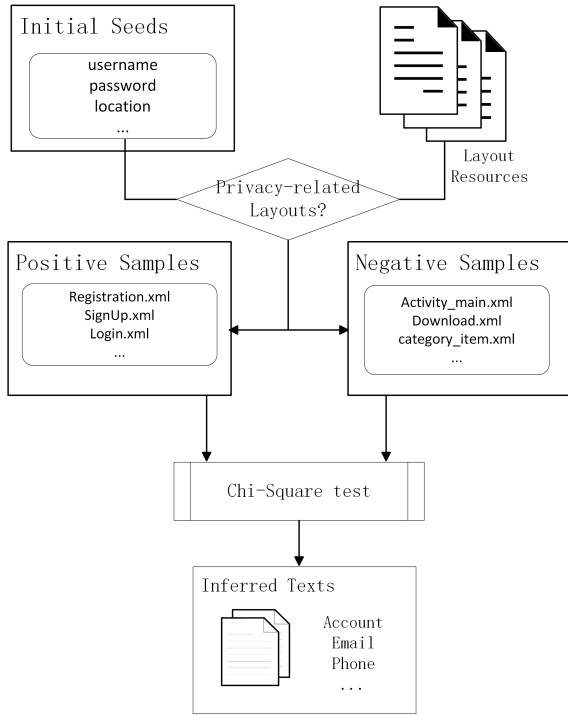 Initial Seeds
username
password
location
...
Layout
Resources
Privacy-related
Layouts?
Positive Samples
Registration.xml
SignUp.xml
Login.xml
...
Negative Samples
Activity_main.xml
Download.xml
category_item.xml
...
Chi-Square test
Inferred Texts
Account
Email
Phone
...